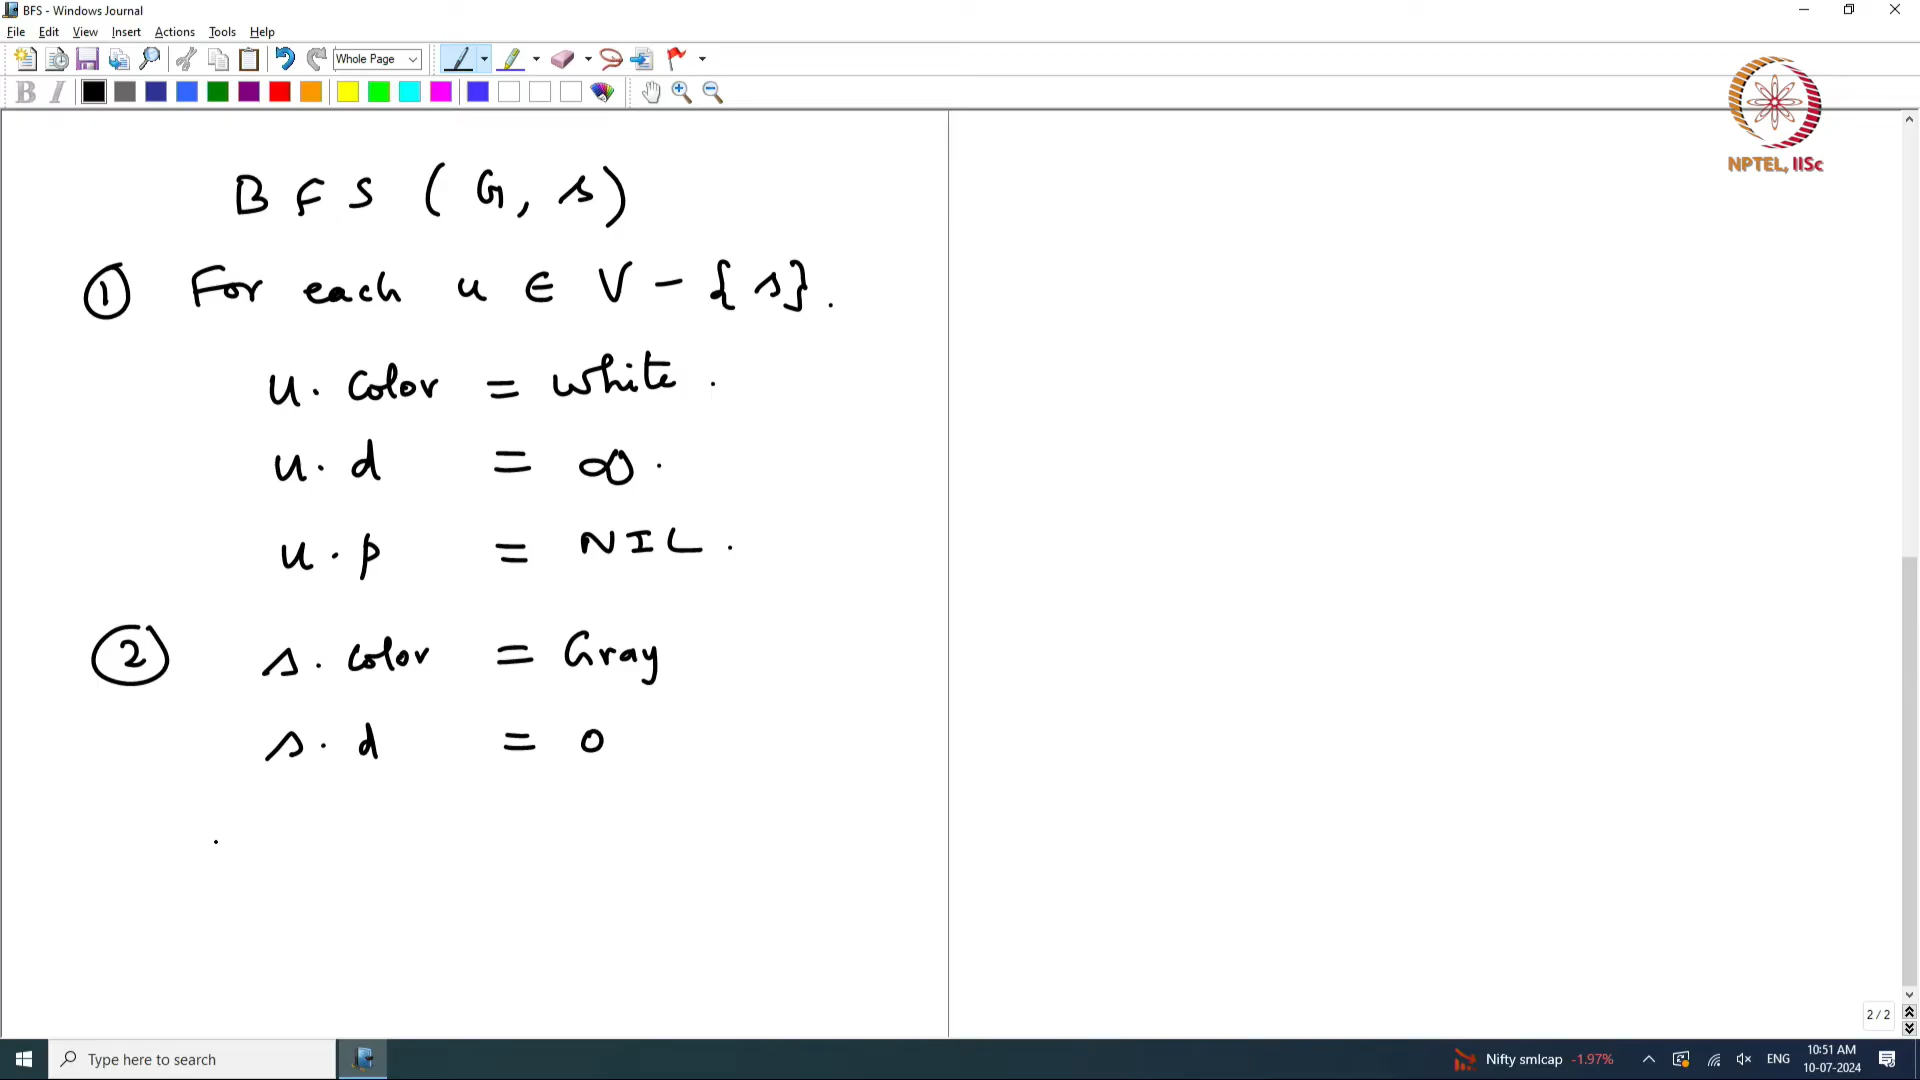 BFS - Windows Journal
File Edit View Insert Actions Tools Help
Whole Page
B I
NPTEL, IISc
BFS (G, s)
① For each u ∈ V - {s}.
u. color = white.
u. d = ∞.
u. p = NIL.
② s. color = Gray
s. d = 0
2 / 2
Type here to search
Nifty smlcap -1.97%
ENG
10:51 AM
10-07-2024